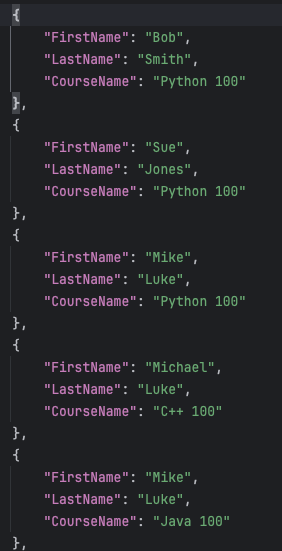 {
    "FirstName": "Bob",
    "LastName": "Smith",
    "CourseName": "Python 100"
},
{
    "FirstName": "Sue",
    "LastName": "Jones",
    "CourseName": "Python 100"
},
{
    "FirstName": "Mike",
    "LastName": "Luke",
    "CourseName": "Python 100"
},
{
    "FirstName": "Michael",
    "LastName": "Luke",
    "CourseName": "C++ 100"
},
{
    "FirstName": "Mike",
    "LastName": "Luke",
    "CourseName": "Java 100"
},